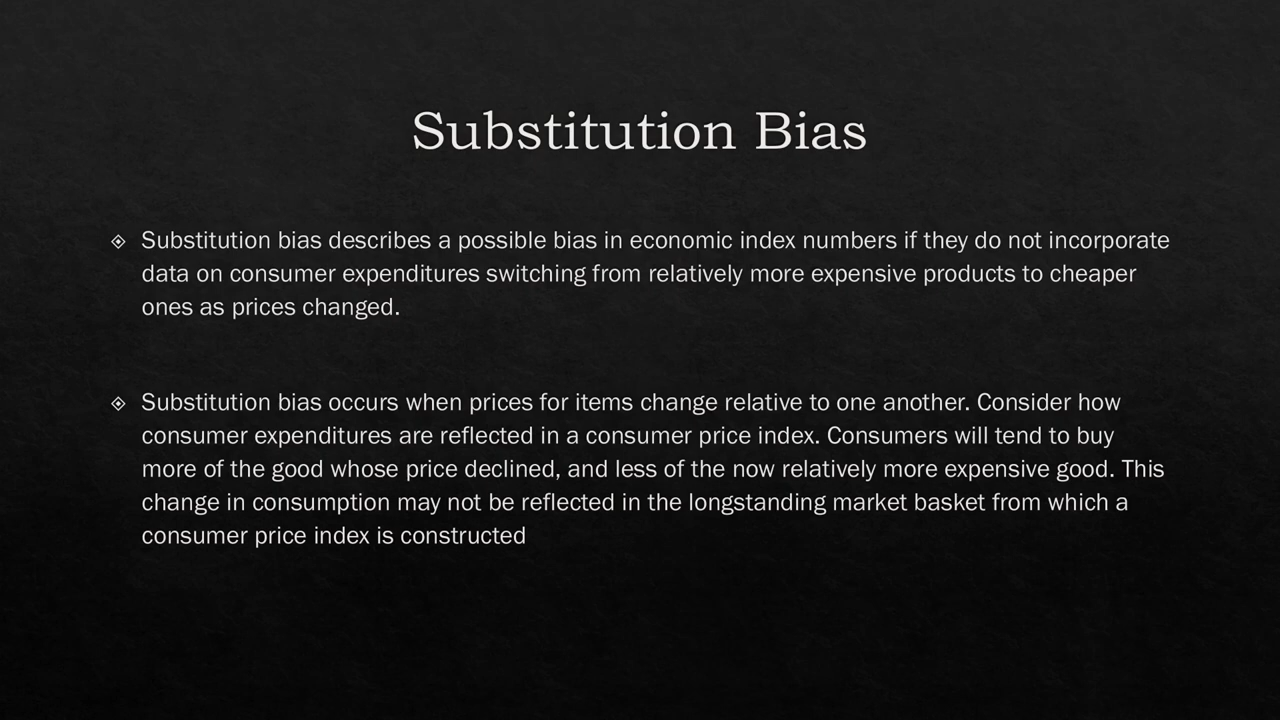 Substitution Bias
Substitution bias describes a possible bias in economic index numbers if they do not incorporate
data on consumer expenditures switching from relatively more expensive products to cheaper
ones as prices changed.
Substitution bias occurs when prices for items change relative to one another. Consider how
consumer expenditures are reflected in a consumer price index. Consumers will tend to buy
more of the good whose price declined, and less of the now relatively more expensive good. This
change in consumption may not be reflected in the longstanding market basket from which a
consumer price index is constructed